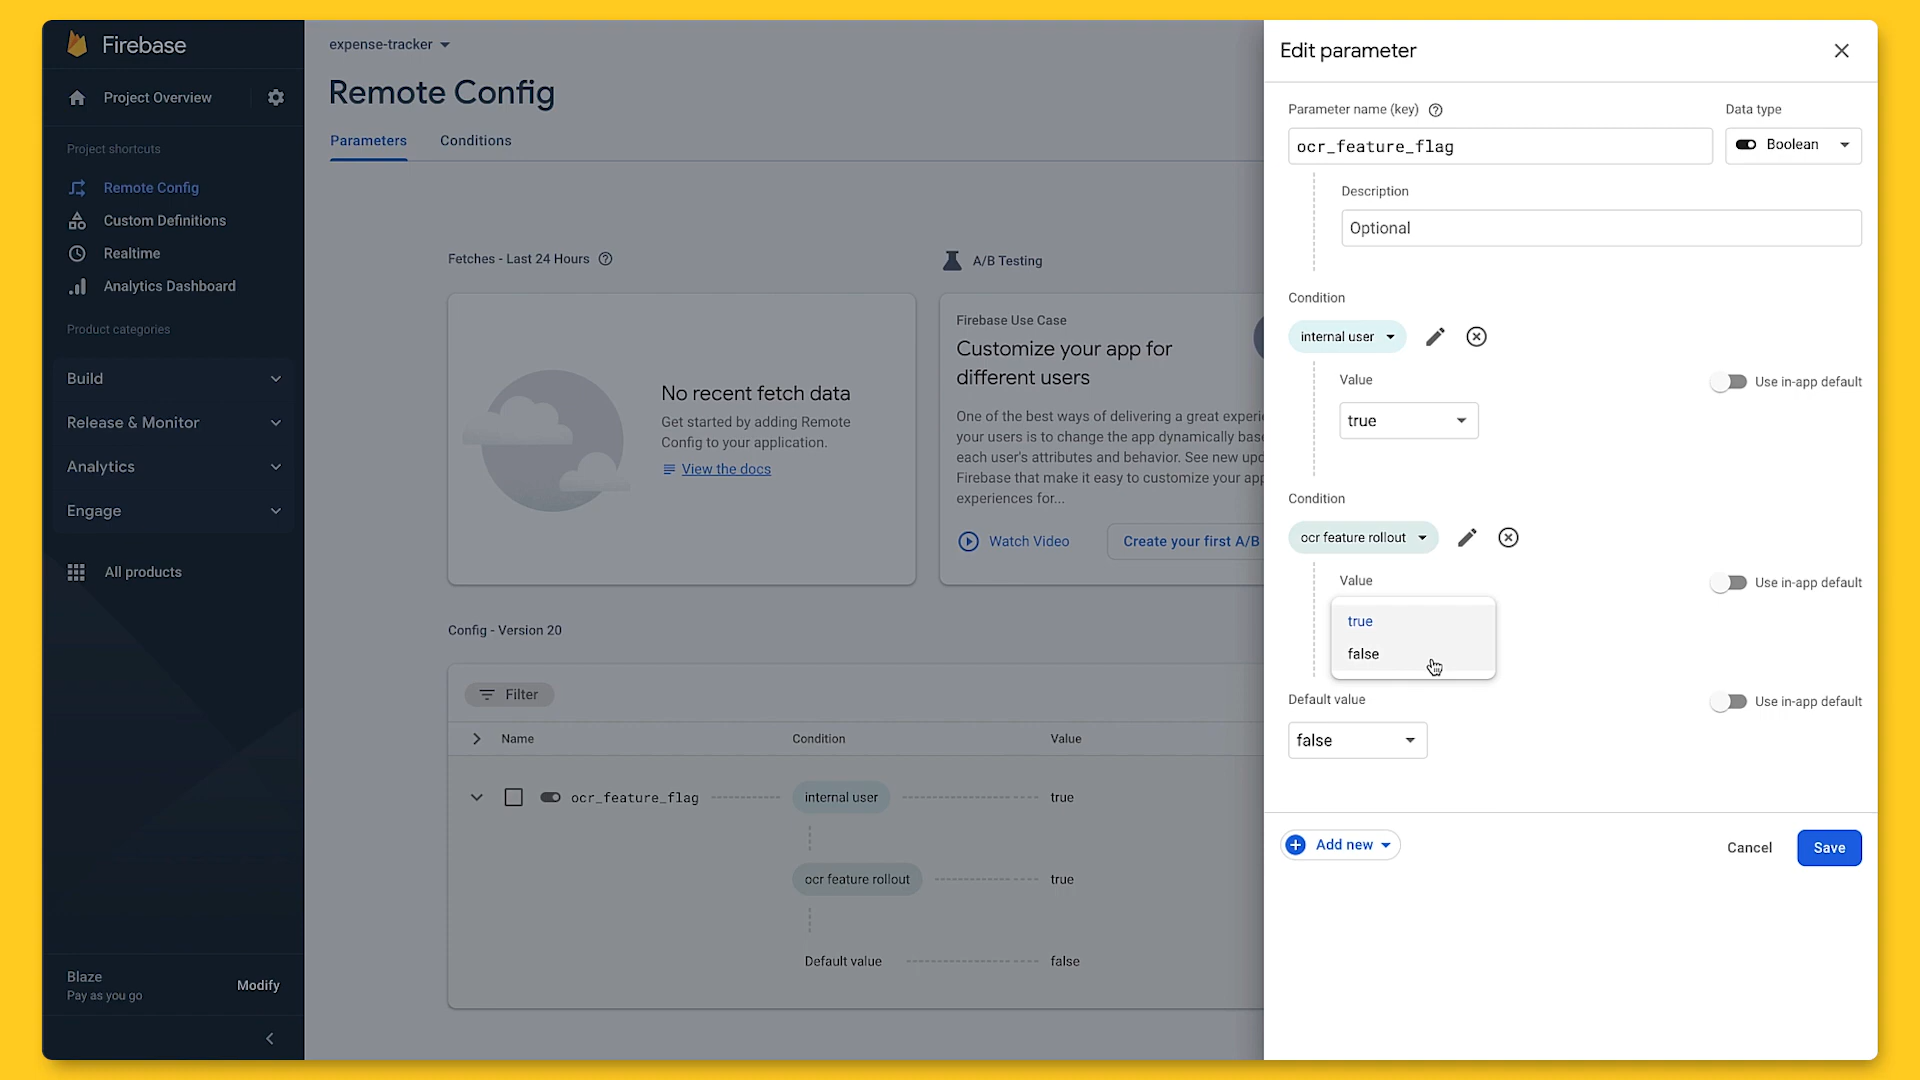 Firebase
Project Overview
Project shortcuts
Remote Config
Custom Definitions
Realtime
Analytics Dashboard
Product categories
Build
Release & Monitor
Analytics
Engage
All products
Blaze
Pay as you go
Modify
expense-tracker
Remote Config
Parameters
Conditions
Fetches - Last 24 Hours
No recent fetch data
Get started by adding Remote
Config to your application.
View the docs
A/B Testing
Firebase Use Case
Customize your app for
different users
One of the best ways of delivering a great experi
your users is to change the app dynamically bas
each user's attributes and behavior. See new upd
Firebase that make it easy to customize your app
experiences for...
Watch Video
Create your first A/B
Config - Version 20
Filter
Name
Condition
Value
ocr_feature_flag
internal user
true
ocr feature rollout
true
Default value
false
Edit parameter
Parameter name (key)
Data type
ocr_feature_flag
Boolean
Description
Optional
Condition
internal user
Value
Use in-app default
true
Condition
ocr feature rollout
Value
Use in-app default
true
false
Default value
Use in-app default
false
Add new
Cancel
Save